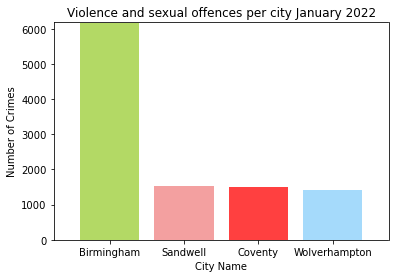 Violence and sexual offences per city January 2022
6000
5000
4000
3000
2000
1000
0
Number of Crimes
Birmingham Sandwell Coventy Wolverhampton
City Name